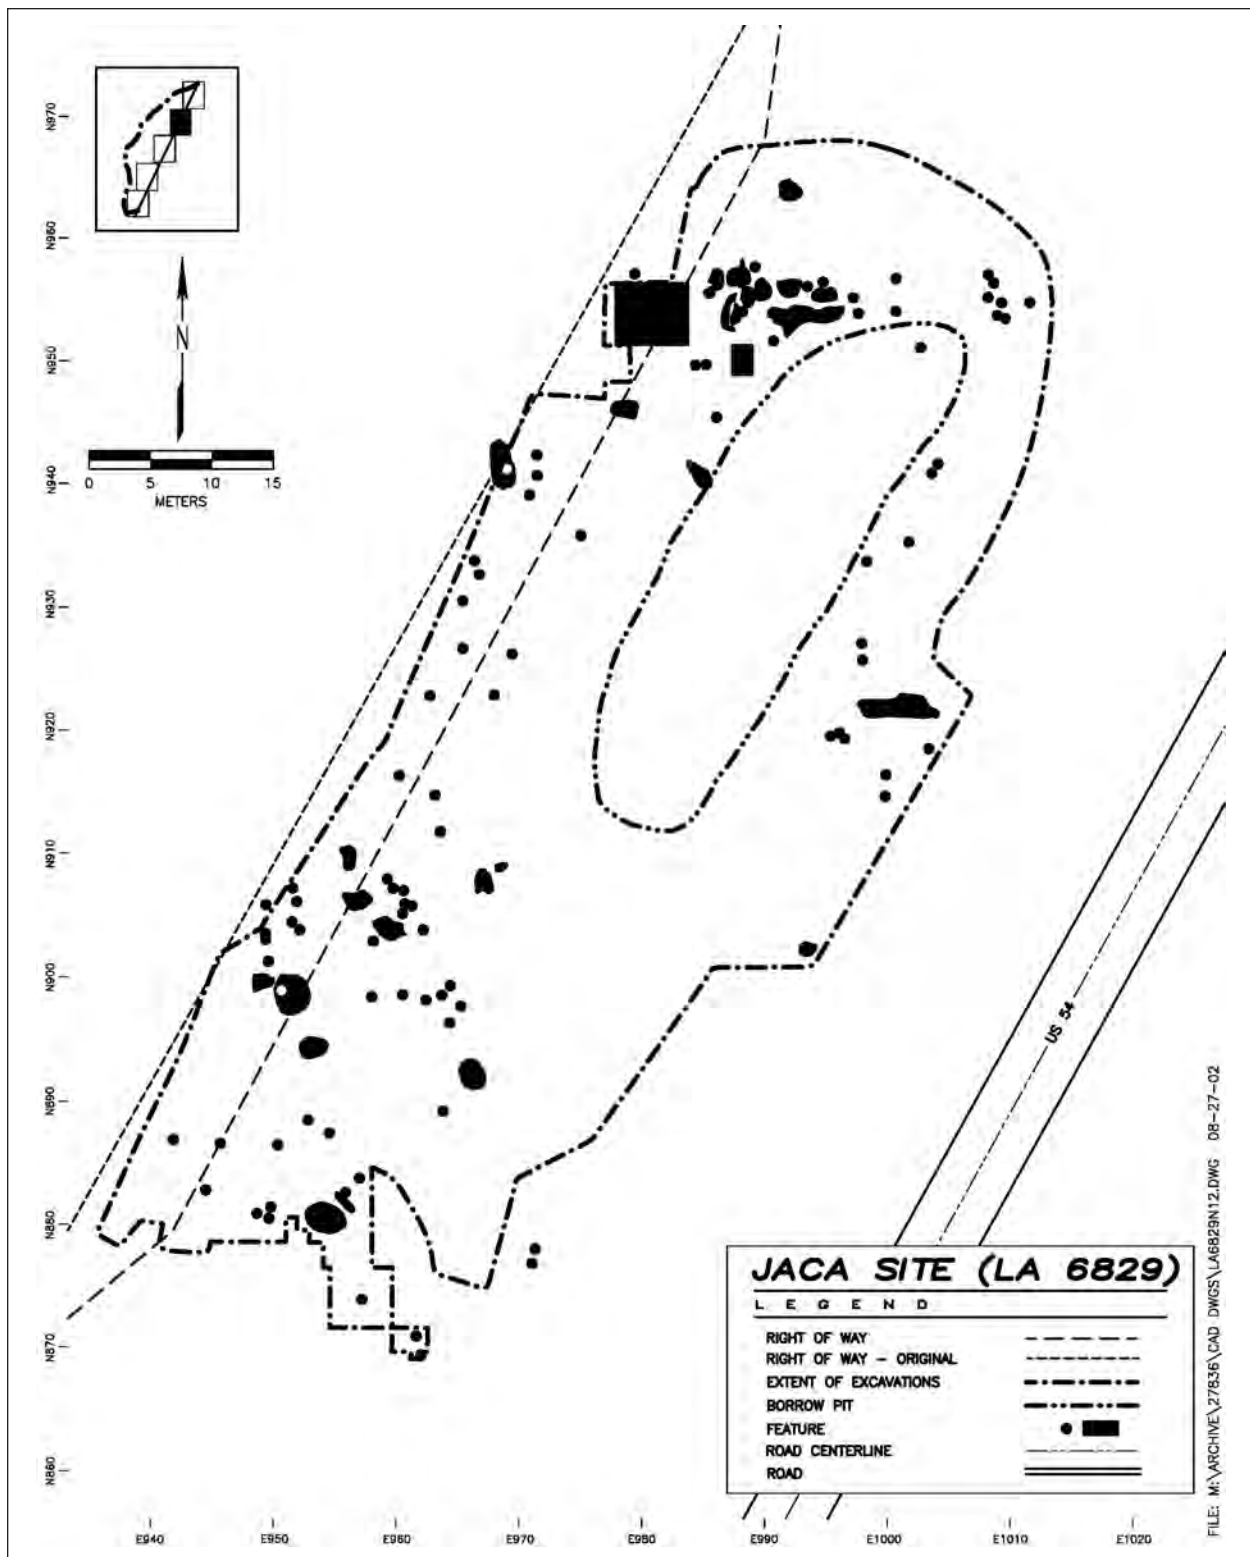 N970
N960
N950
N940
N930
N920
N910
N900
N890
N880
N870
N860
N
0 5 10 15
METERS
US 54
JACA SITE (LA 6829)
LEGEND
RIGHT OF WAY
RIGHT OF WAY - ORIGINAL
EXTENT OF EXCAVATIONS
BORROW PIT
FEATURE
ROAD CENTERLINE
ROAD
E940 E950 E960 E970 E980 E990 E1000 E1010 E1020
FILE: M:\ARCHIVE\27836\CAD DWGS\LA6829N12.DWG 08-27-02